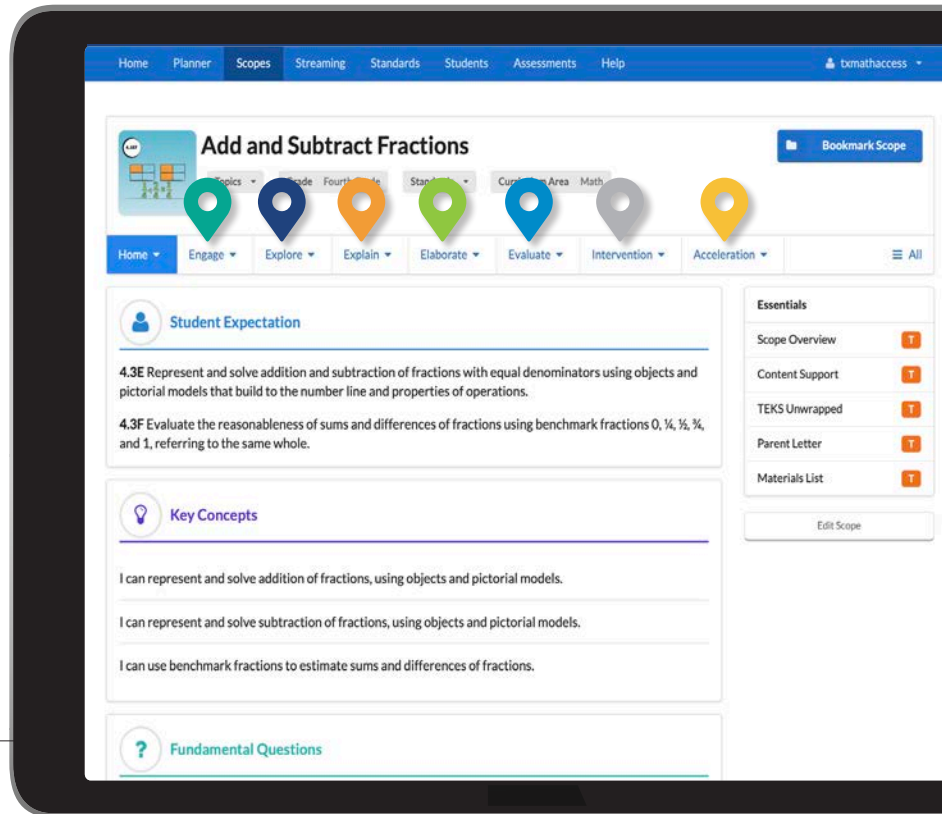 Home Planner Scopes Streaming Standards Students Assessments Help txmathaccess
Add and Subtract Fractions
Bookmark Scope
Topics Grade Fourth Grade Standards Curriculum Area Math
Home Engage Explore Explain Elaborate Evaluate Intervention Acceleration All
Student Expectation
4.3E Represent and solve addition and subtraction of fractions with equal denominators using objects and
pictorial models that build to the number line and properties of operations.
4.3F Evaluate the reasonableness of sums and differences of fractions using benchmark fractions 0, ¼, ½, ¾,
and 1, referring to the same whole.
Key Concepts
I can represent and solve addition of fractions, using objects and pictorial models.
I can represent and solve subtraction of fractions, using objects and pictorial models.
I can use benchmark fractions to estimate sums and differences of fractions.
Fundamental Questions
Essentials
Scope Overview T
Content Support T
TEKS Unwrapped T
Parent Letter T
Materials List T
Edit Scope